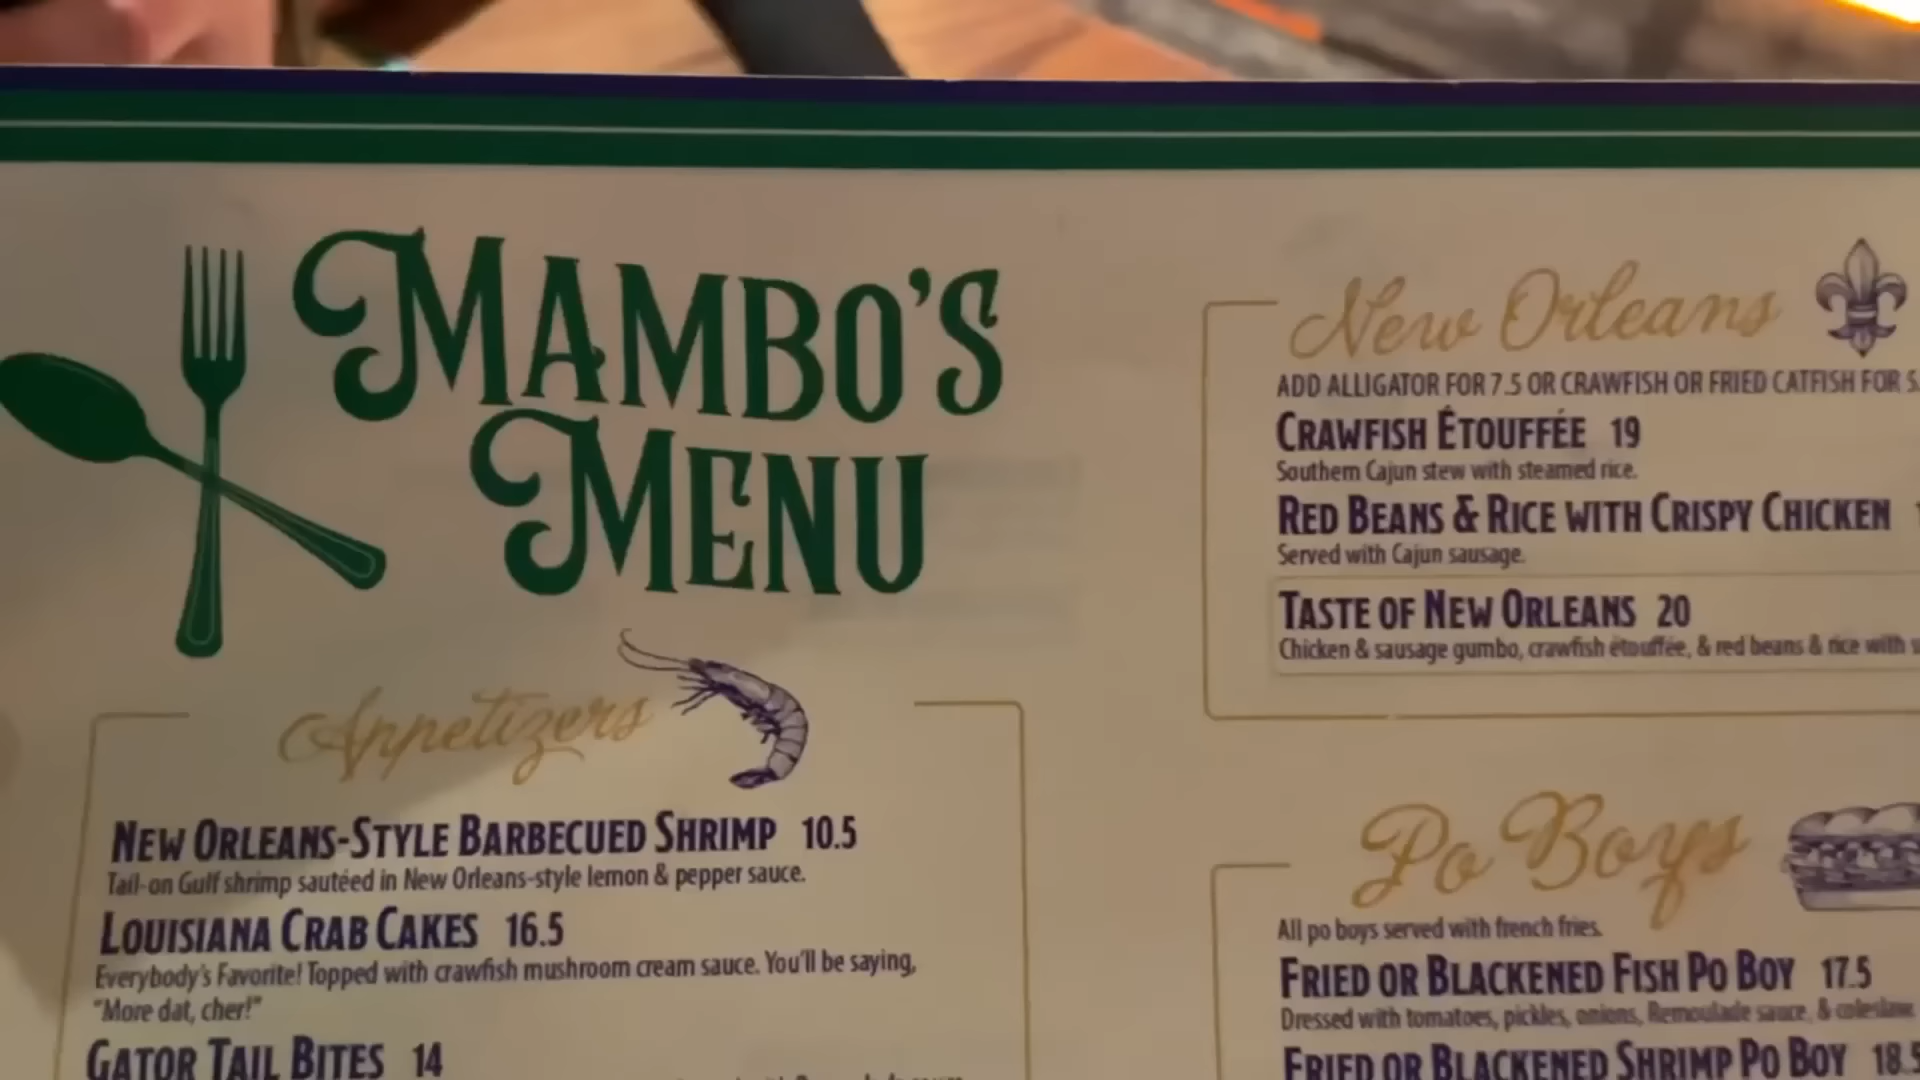 MAMBO'S
MENU
Appetizers
NEW ORLEANS-STYLE BARBECUED SHRIMP 10.5
Tail-on Gulf shrimp sautéed in New Orleans-style lemon & pepper sauce.
LOUISIANA CRAB CAKES 16.5
Everybody's Favorite! Topped with crawfish mushroom cream sauce. You'll be saying,
"More dat, cher!"
GATOR TAIL BITES 14
New Orleans
ADD ALLIGATOR FOR 7.5 OR CRAWFISH OR FRIED CATFISH FOR
CRAWFISH ÉTOUFFÉE 19
Southern Cajun stew with steamed rice.
RED BEANS & RICE WITH CRISPY CHICKEN
Served with Cajun sausage.
TASTE OF NEW ORLEANS 20
Chicken & sausage gumbo, crawfish étouffée, & red beans & rice with
Po Boys
All po boys served with french fries.
FRIED OR BLACKENED FISH PO BOY 17.5
Dressed with tomatoes, pickles, onions, Remoulade sauce, & coleslaw
FRIED OR BLACKENED SHRIMP PO BOY 18.5